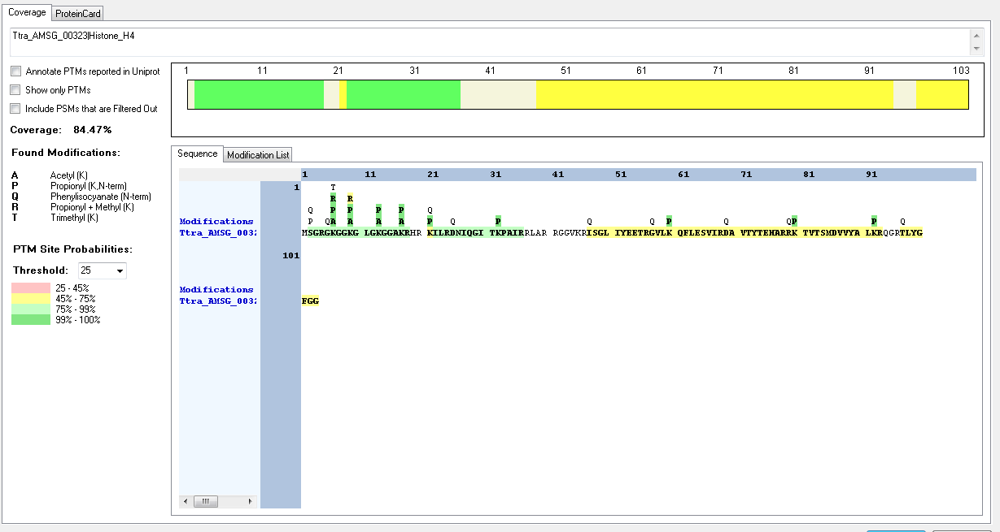 Coverage ProteinCard
Ttra_AMSG_00323|Histone_H4
Annotate PTMs reported in Uniprot
Show only PTMs
Include PSMs that are Filtered Out
Coverage: 84.47%
Found Modifications:
A Acetyl (K)
P Propionyl (K,N-term)
Q Phenylisocyanate (N-term)
R Propionyl + Methyl (K)
T Trimethyl (K)
PTM Site Probabilities:
Threshold: 25
25 - 45%
45% - 75%
75% - 99%
99% - 100%
1 11 21 31 41 51 61 71 81 91 103
Sequence Modification List
1 11 21 31 41 51 61 71 81 91
1 T
R R
Q P P P P Q
Modifications P Q A A A A P Q P Q Q P Q Q P P Q
Ttra_AMSG_0032 MSGRGKGGKG LGKGGAKRHR KILRDNIQGI TKPAIRRLAR RGGVKRISGL IYEETRGVLK QFLESVIRDA VTYTEHARRK TVTSMDVVYA LKRQGRTLYG
101
Modifications
Ttra_AMSG_0032 FGG